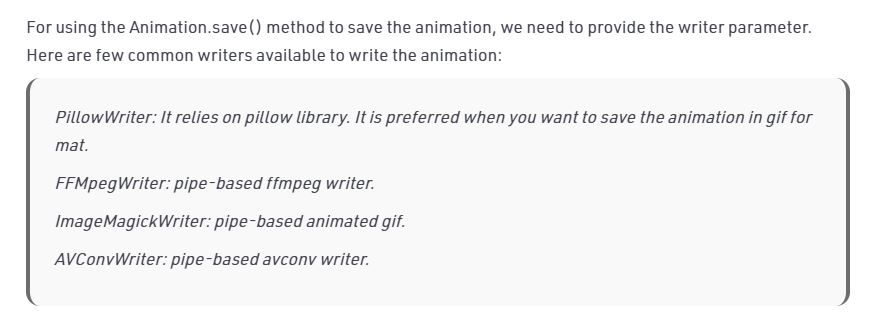 For using the Animation.save() method to save the animation, we need to provide the writer parameter.
Here are few common writers available to write the animation:
PillowWriter: It relies on pillow library. It is preferred when you want to save the animation in gif for
mat.
FFMpegWriter: pipe-based ffmpeg writer.
ImageMagickWriter: pipe-based animated gif.
AVConvWriter: pipe-based avconv writer.